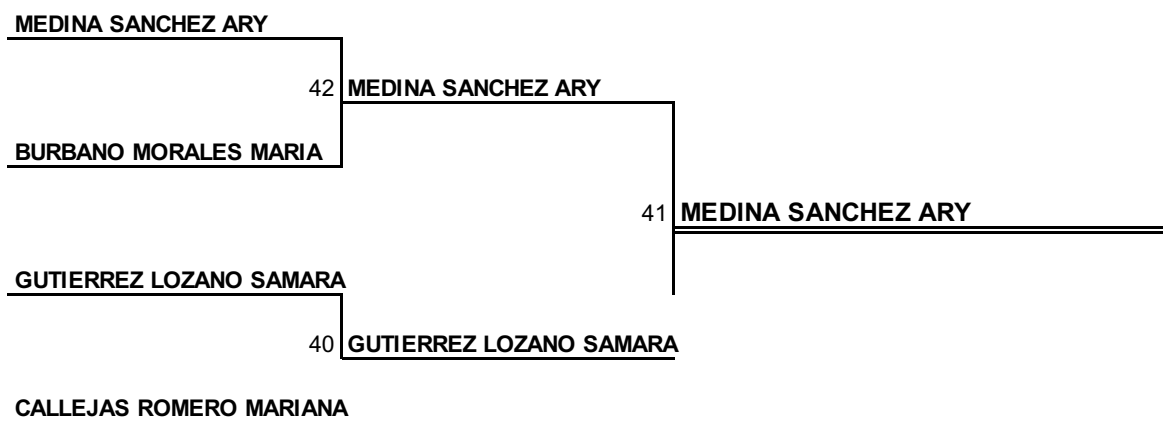 MEDINA SANCHEZ ARY
42 MEDINA SANCHEZ ARY
BURBANO MORALES MARIA
41 MEDINA SANCHEZ ARY
GUTIERREZ LOZANO SAMARA
40 GUTIERREZ LOZANO SAMARA
CALLEJAS ROMERO MARIANA